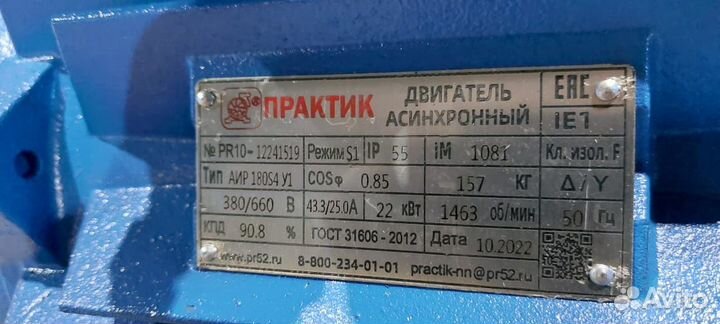 ПРАКТИК ДВИГАТЕЛЬ АСИНХРОННЫЙ EAC
IE1
№ PR10-12241519 Режим S1 IP 55 iM 1081 Кл. изол. F
Тип АИР 180S4 У1 COSφ 0.85 157 кг Δ / Y
380/660 В 43.3/25.0А 22 кВт 1463 об/мин 50 Гц
КПД 90.8 % ГОСТ 31606-2012 Дата 10.2022
www.pr52.ru 8-800-234-01-01 practik-nn@pr52.ru
Avito